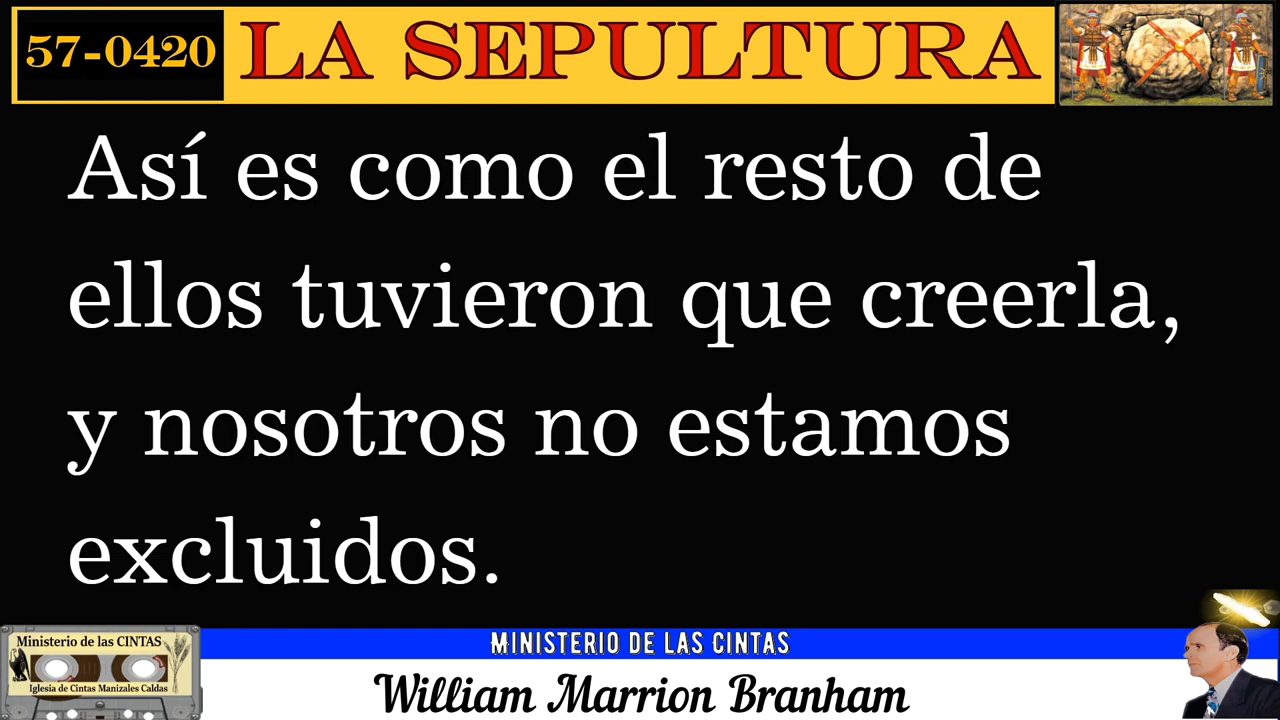 57-0420
LA SEPULTURA
Así es como el resto de
ellos tuvieron que creerla,
y nosotros no estamos
excluidos.
Ministerio de las CINTAS
Iglesia de Cintas Manizales Caldas
MINISTERIO DE LAS CINTAS
William Marrion Branham